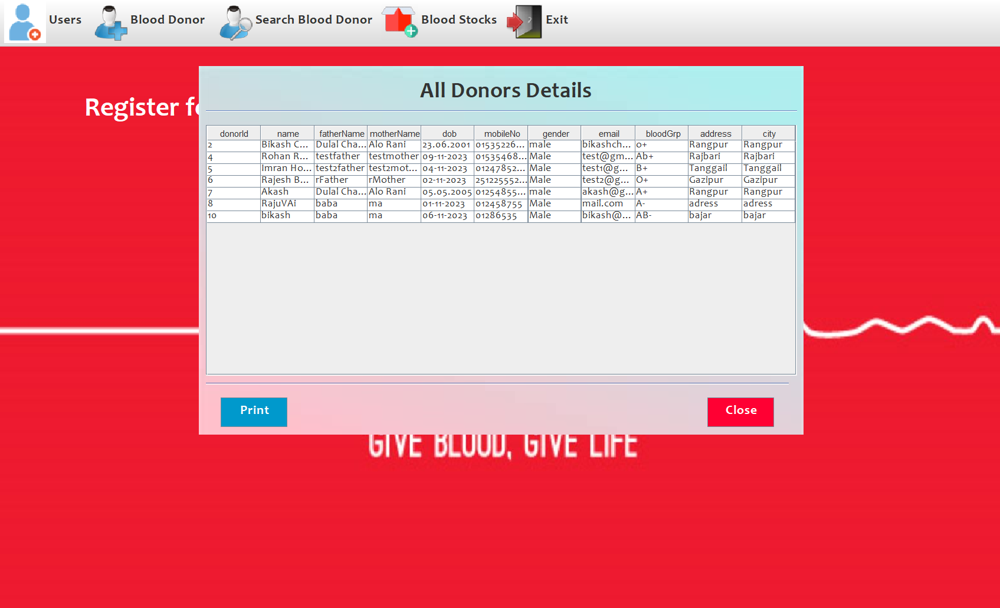 Users Blood Donor Search Blood Donor Blood Stocks Exit
All Donors Details
Register
donorId name fatherName motherName dob mobileNo gender email bloodGrp address city
2 Bikash C... Dulal Cha... Alo Rani 23.06.2001 01535226... male bikashch... o+ Rangpur Rangpur
4 Rohan R... testfather testmother 09-11-2023 01535468... Male test@gm... Ab+ Rajbari Rajbari
5 Imran Ho... test2father test2mot... 04-11-2023 01247852... Male test1@g... B+ Tanggail Tanggail
6 Rajesh B... rFather rMother 02-11-2023 251225552... Male test2@g... O+ Gazipur Gazipur
7 Akash Dulal Cha... Alo Rani 05.05.2005 01254855... male akash@g... A+ Rangpur Rangpur
8 RajuVAi baba ma 01-11-2023 012458755 Male mail.com A- adress adress
10 bikash baba ma 06-11-2023 01286535 Male bikash@... AB- bajar bajar
Print Close
GIVE BLOOD, GIVE LIFE